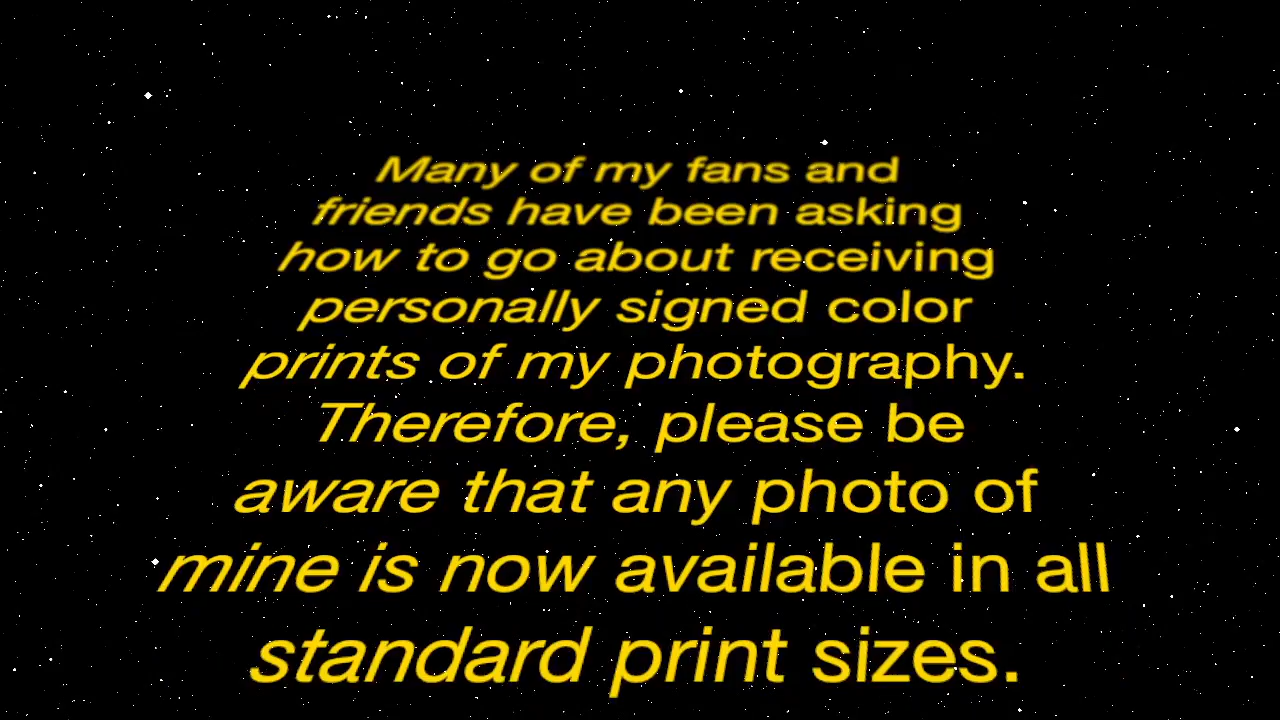 Many of my fans and
friends have been asking
how to go about receiving
personally signed color
prints of my photography.
Therefore, please be
aware that any photo of
mine is now available in all
standard print sizes.